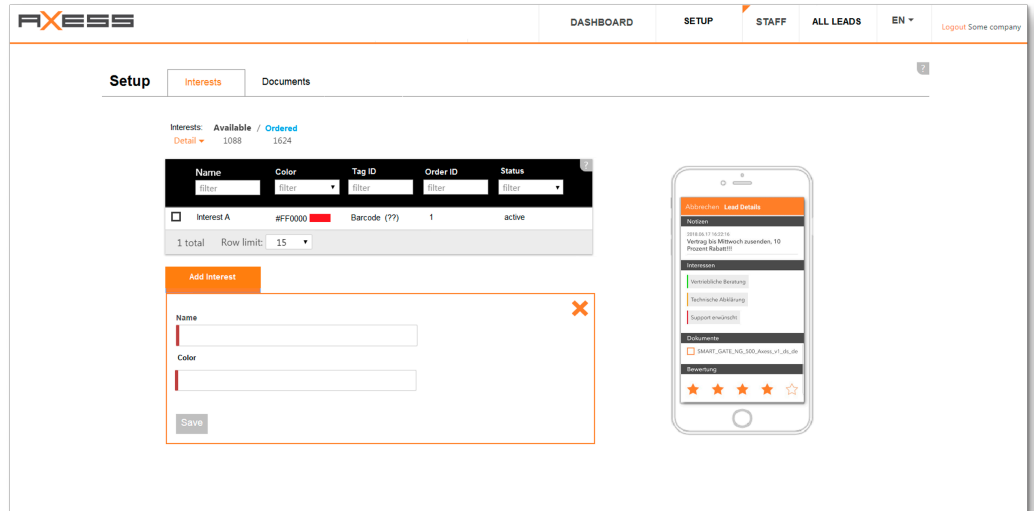 AXESS
DASHBOARD SETUP STAFF ALL LEADS EN
Logout Some company
?
Setup Interests Documents
Interests: Available / Ordered
Detail 1088 1624
?
Name Color Tag ID Order ID Status
filter filter filter filter filter
Interest A #FF0000 Barcode (??) 1 active
1 total Row limit: 15
Add Interest
Name
Color
Save
Abbrechen Lead Details
Notizen
2018.06.17 16:22:16
Vertrag bis Mittwoch zusenden, 10
Prozent Rabatt!!!
Interessen
Vertriebliche Beratung
Technische Abklärung
Support erwünscht
Dokumente
SMART_GATE_NG_500_Axess_v1_ds_de
Bewertung